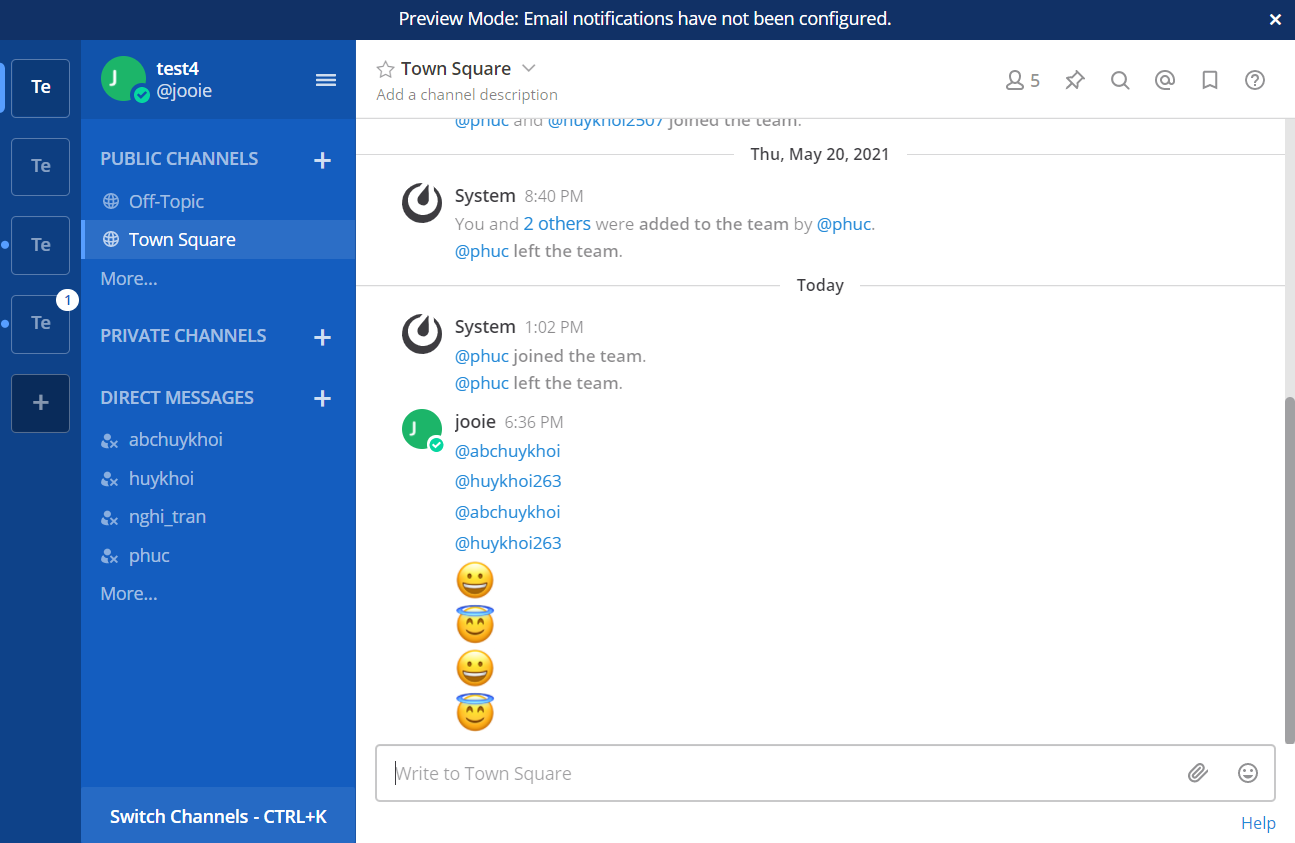 Preview Mode: Email notifications have not been configured.
Te
Te
Te
1
Te
J
test4
@jooie
PUBLIC CHANNELS
Off-Topic
Town Square
More...
PRIVATE CHANNELS
DIRECT MESSAGES
abchuykhoi
huykhoi
nghi_tran
phuc
More...
Switch Channels - CTRL+K
Town Square
Add a channel description
5
@phuc and @huykhoi2507 joined the team.
Thu, May 20, 2021
System 8:40 PM
You and 2 others were added to the team by @phuc.
@phuc left the team.
Today
System 1:02 PM
@phuc joined the team.
@phuc left the team.
J
jooie 6:36 PM
@abchuykhoi
@huykhoi263
@abchuykhoi
@huykhoi263
Write to Town Square
Help